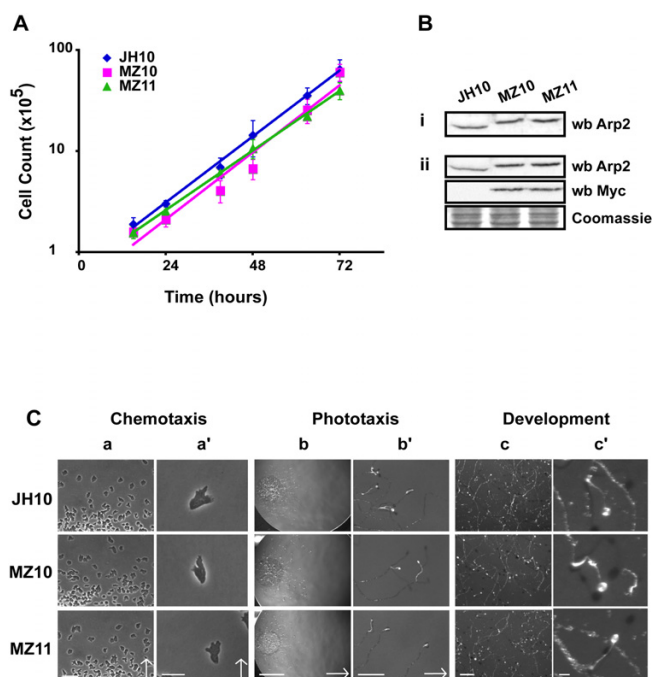 A
B
100
10
1
Cell Count (x10⁵)
JH10
MZ10
MZ11
0
24
48
72
Time (hours)
JH10 MZ10 MZ11
i
wb Arp2
ii
wb Arp2
wb Myc
Coomassie
C
Chemotaxis Phototaxis Development
a a' b b' c c'
JH10
MZ10
MZ11